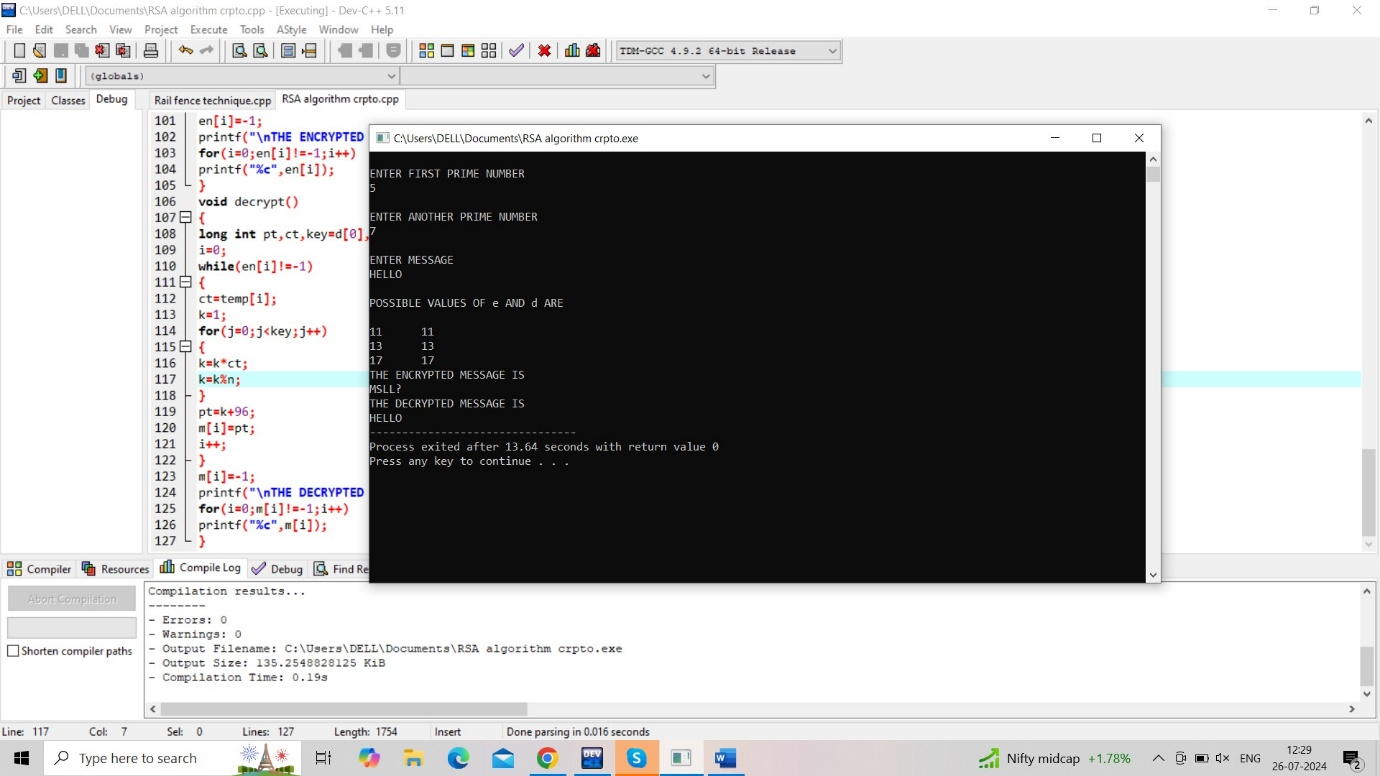 C:\Users\DELL\Documents\RSA algorithm crpto.cpp - [Executing] - Dev-C++ 5.11
File Edit Search View Project Execute Tools AStyle Window Help
TDM-GCC 4.9.2 64-bit Release
(globals)
Project Classes Debug
Rail fence technique.cpp RSA algorithm crpto.cpp
101 en[i]=-1;
102 printf("\nTHE ENCRYPTED
103 for(i=0;en[i]!=-1;i++)
104 printf("%c",en[i]);
105 }
106 void decrypt()
107 {
108 long int pt,ct,key=d[0],
109 i=0;
110 while(en[i]!=-1)
111 {
112 ct=temp[i];
113 k=1;
114 for(j=0;j<key;j++)
115 {
116 k=k*ct;
117 k=k%n;
118 }
119 pt=k+96;
120 m[i]=pt;
121 i++;
122 }
123 m[i]=-1;
124 printf("\nTHE DECRYPTED
125 for(i=0;m[i]!=-1;i++)
126 printf("%c",m[i]);
127 }
C:\Users\DELL\Documents\RSA algorithm crpto.exe
ENTER FIRST PRIME NUMBER
5
ENTER ANOTHER PRIME NUMBER
7
ENTER MESSAGE
HELLO
POSSIBLE VALUES OF e AND d ARE
11 11
13 13
17 17
THE ENCRYPTED MESSAGE IS
MSLL?
THE DECRYPTED MESSAGE IS
HELLO
--------------------------------
Process exited after 13.64 seconds with return value 0
Press any key to continue . . .
Compiler Resources Compile Log Debug Find Re
Abort Compilation
Shorten compiler paths
Compilation results...
--------
- Errors: 0
- Warnings: 0
- Output Filename: C:\Users\DELL\Documents\RSA algorithm crpto.exe
- Output Size: 135.2548828125 KiB
- Compilation Time: 0.19s
Line: 117 Col: 7 Sel: 0 Lines: 127 Length: 1754 Insert Done parsing in 0.016 seconds
Type here to search
DEV
Nifty midcap +1.78%
ENG
12:29
26-07-2024
2